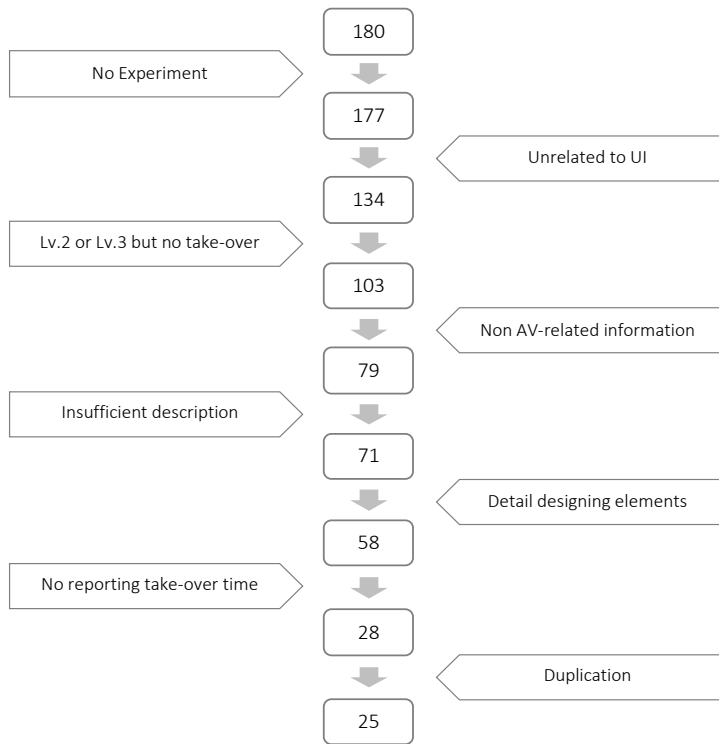 180
No Experiment
177
Unrelated to UI
134
Lv.2 or Lv.3 but no take-over
103
Non AV-related information
79
Insufficient description
71
Detail designing elements
58
No reporting take-over time
28
Duplication
25